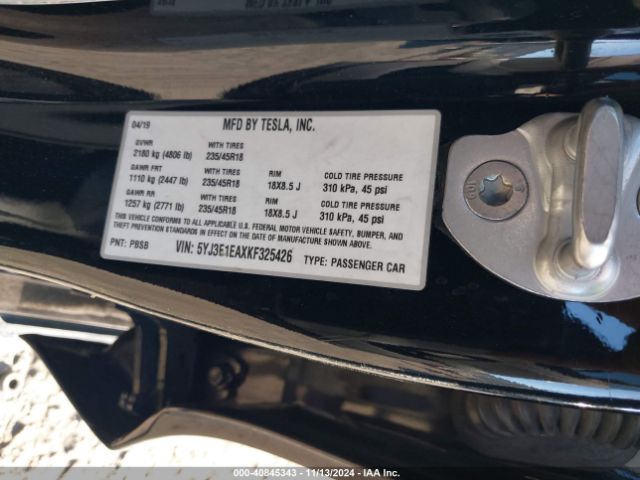 04/19 MFD BY TESLA, INC.
GVWR WITH TIRES
2180 kg (4806 lb) 235/45R18 RIM COLD TIRE PRESSURE
GAWR FRT WITH TIRES
1110 kg (2447 lb) 235/45R18 18X8.5 J 310 kPa, 45 psi
GAWR RR WITH TIRES RIM COLD TIRE PRESSURE
1257 kg (2771 lb) 235/45R18 18X8.5 J 310 kPa, 45 psi
THIS VEHICLE CONFORMS TO ALL APPLICABLE U.S. FEDERAL MOTOR VEHICLE SAFETY, BUMPER, AND
THEFT PREVENTION STANDARDS IN EFFECT ON THE DATE OF MANUFACTURE SHOWN ABOVE.
PNT: PBSB VIN: 5YJ3E1EAXKF325426 TYPE: PASSENGER CAR
000-40845343 - 11/13/2024 - IAA Inc.